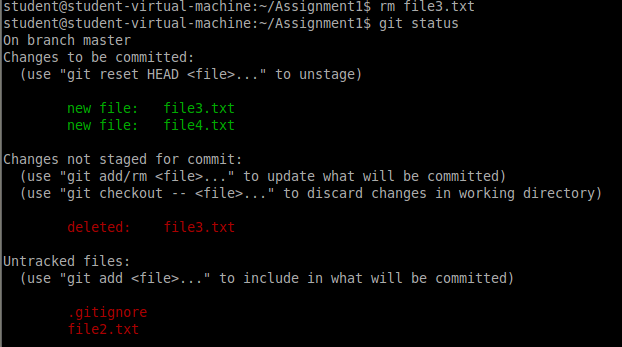 student@student-virtual-machine:~/Assignment1$ rm file3.txt
student@student-virtual-machine:~/Assignment1$ git status
On branch master
Changes to be committed:
  (use "git reset HEAD <file>..." to unstage)

        new file:   file3.txt
        new file:   file4.txt

Changes not staged for commit:
  (use "git add/rm <file>..." to update what will be committed)
  (use "git checkout -- <file>..." to discard changes in working directory)

        deleted:    file3.txt

Untracked files:
  (use "git add <file>..." to include in what will be committed)

        .gitignore
        file2.txt